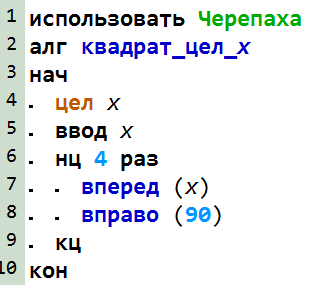 1 использовать Черепаха
2 алг квадрат_цел_x
3 нач
4 . цел x
5 . ввод x
6 . нц 4 раз
7 . . вперед (x)
8 . . вправо (90)
9 . кц
10 кон